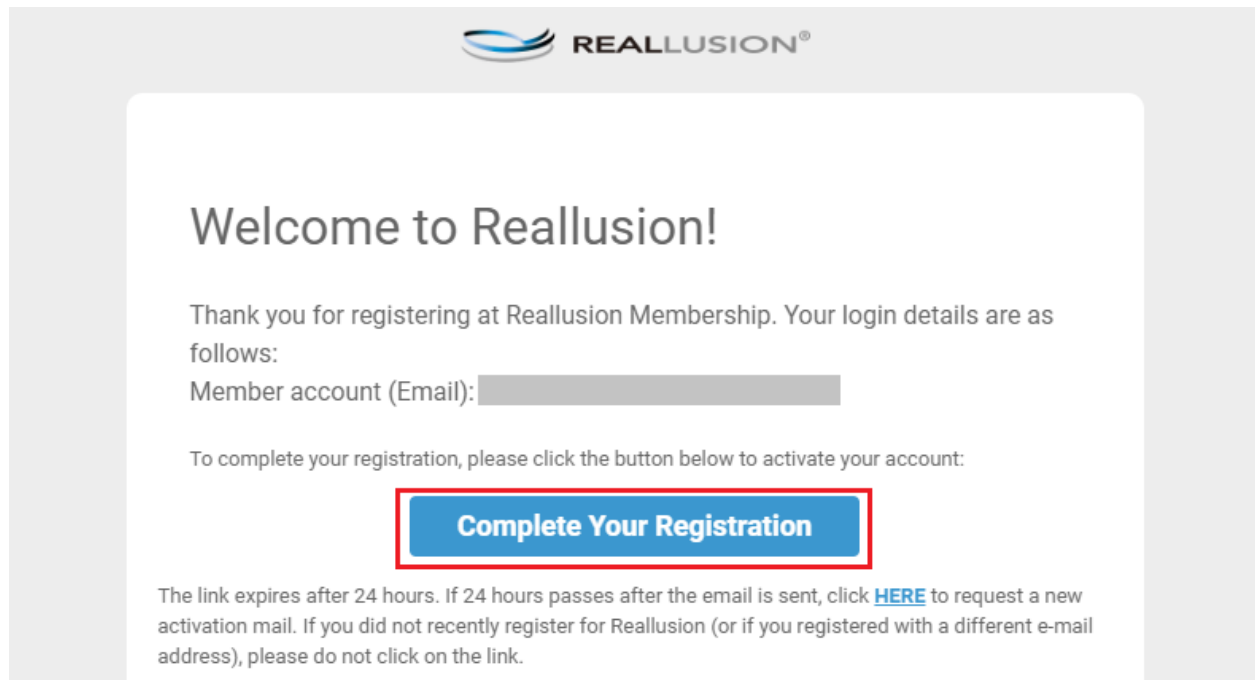 REALLUSION®
Welcome to Reallusion!
Thank you for registering at Reallusion Membership. Your login details are as
follows:
Member account (Email):
To complete your registration, please click the button below to activate your account:
Complete Your Registration
The link expires after 24 hours. If 24 hours passes after the email is sent, click HERE to request a new
activation mail. If you did not recently register for Reallusion (or if you registered with a different e-mail
address), please do not click on the link.